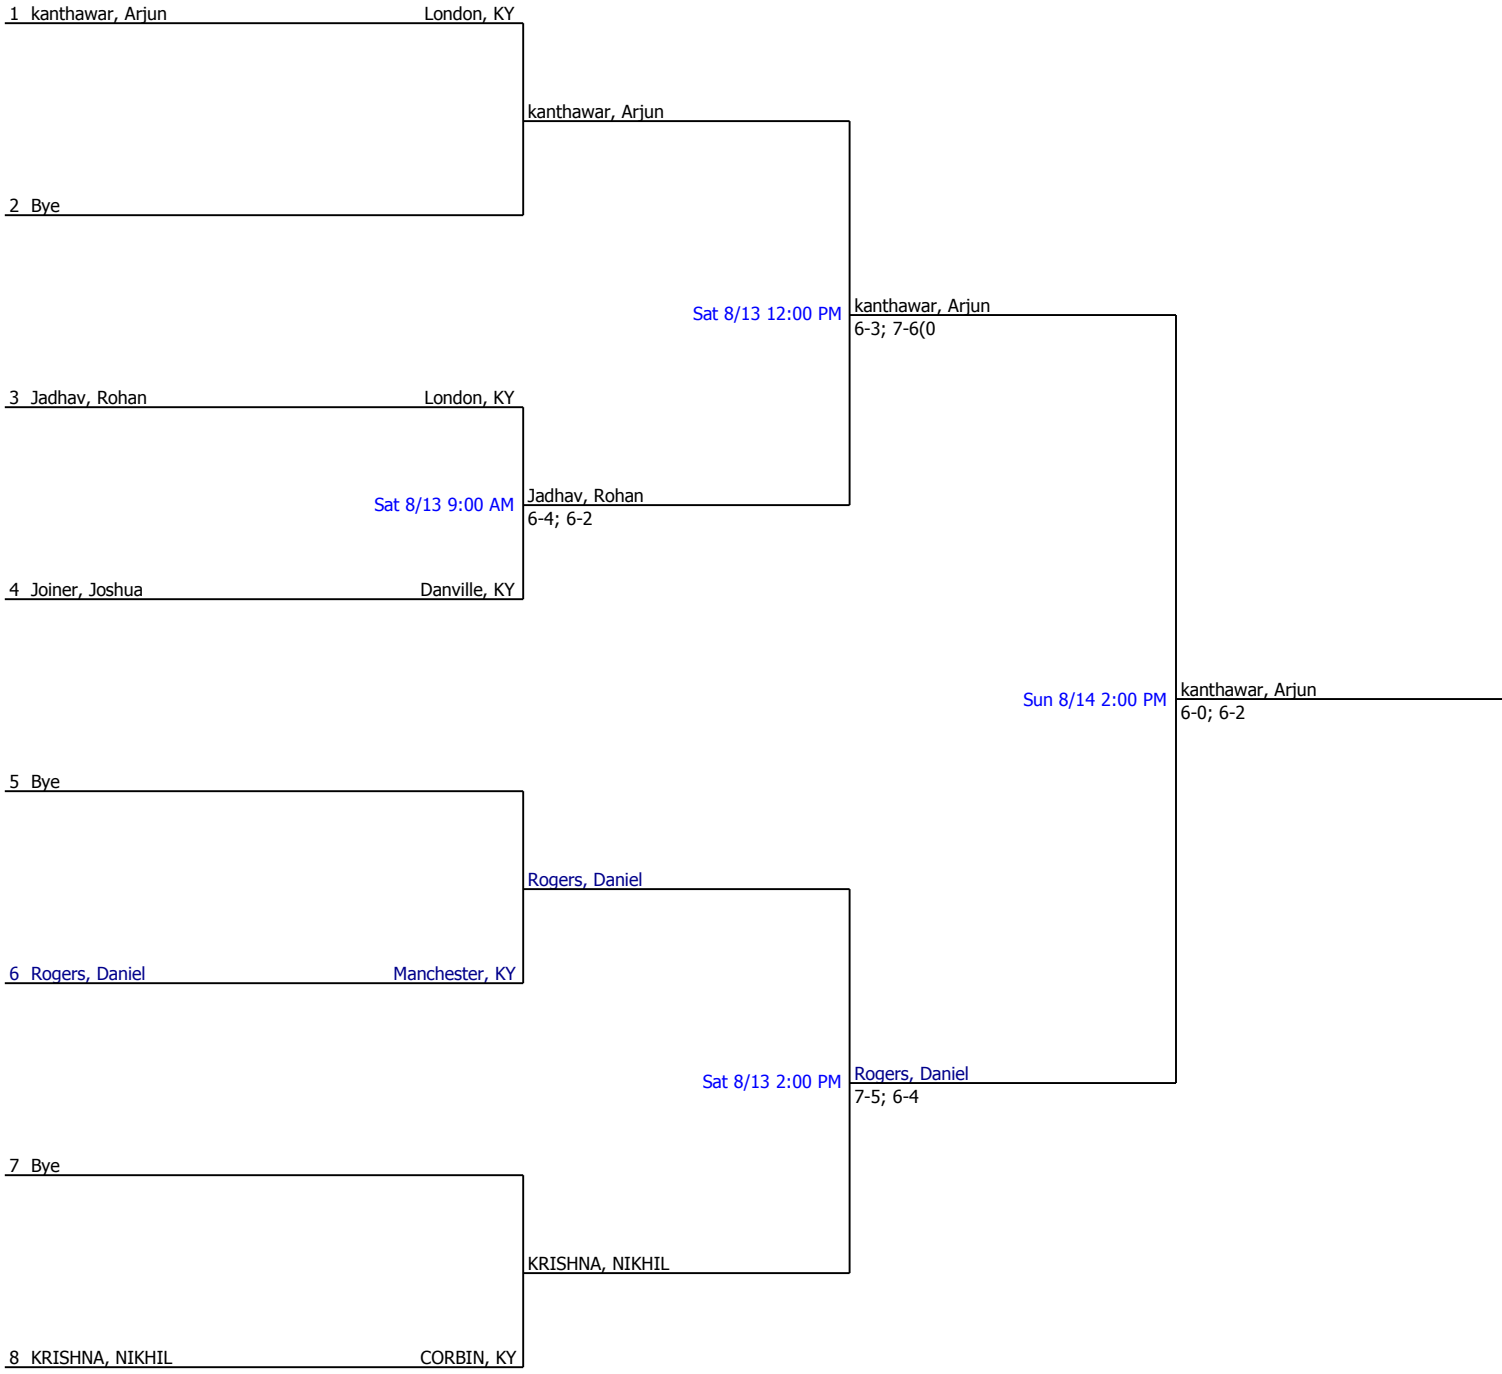 1 kanthawar, Arjun London, KY
kanthawar, Arjun
2 Bye
Sat 8/13 12:00 PM
kanthawar, Arjun
6-3; 7-6(0
3 Jadhav, Rohan London, KY
Sat 8/13 9:00 AM
Jadhav, Rohan
6-4; 6-2
4 Joiner, Joshua Danville, KY
Sun 8/14 2:00 PM
kanthawar, Arjun
6-0; 6-2
5 Bye
Rogers, Daniel
6 Rogers, Daniel Manchester, KY
Sat 8/13 2:00 PM
Rogers, Daniel
7-5; 6-4
7 Bye
KRISHNA, NIKHIL
8 KRISHNA, NIKHIL CORBIN, KY